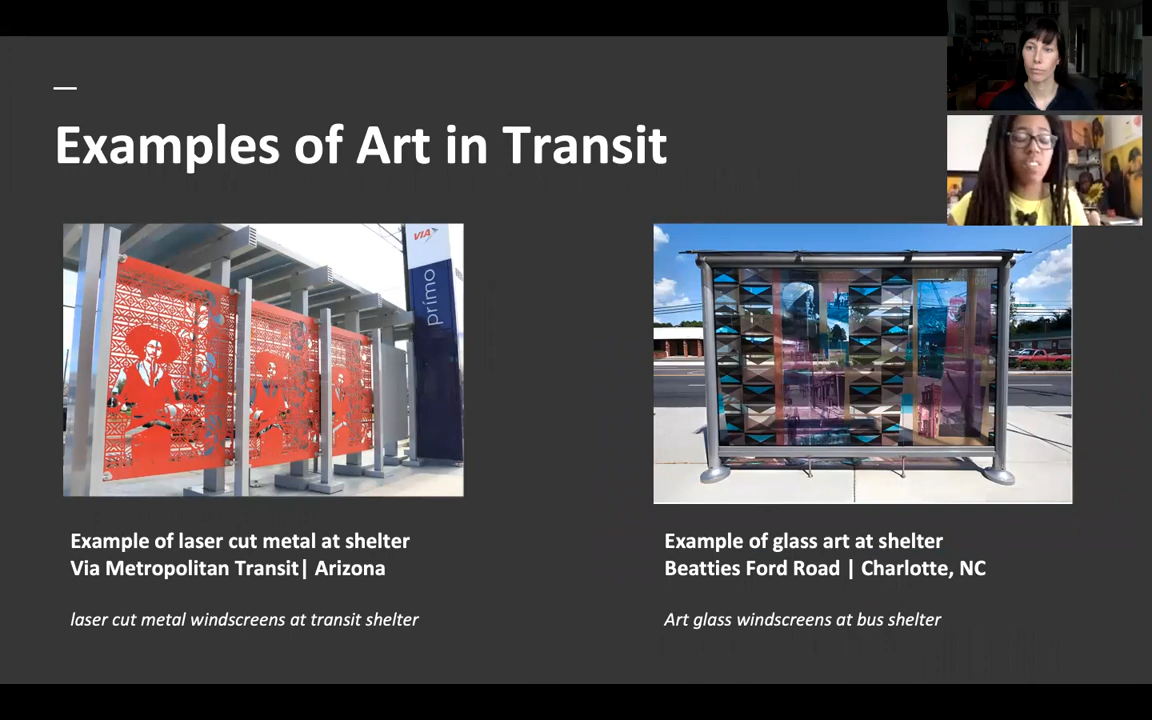 Examples of Art in Transit
VIA
prímo
Example of laser cut metal at shelter
Via Metropolitan Transit| Arizona
laser cut metal windscreens at transit shelter
Example of glass art at shelter
Beatties Ford Road | Charlotte, NC
Art glass windscreens at bus shelter